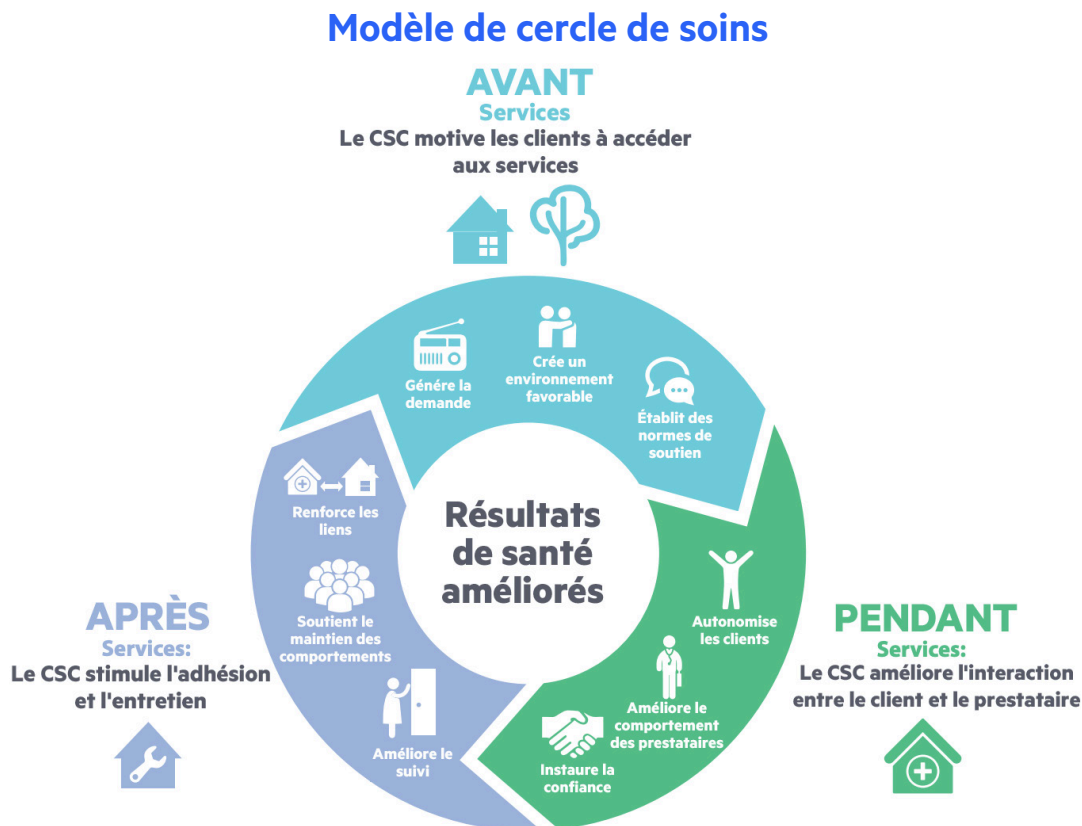 Modèle de cercle de soins
AVANT
Services
Le CSC motive les clients à accéder
aux services
Génére la
demande
Crée un
environnement
favorable
Établit des
normes de
soutien
Autonomise
les clients
Améliore le
comportement
des prestataires
Instaure la
confiance
Améliore le
suivi
Soutient le
maintien des
comportements
Renforce les
liens
Résultats
de santé
améliorés
PENDANT
Services:
Le CSC améliore l'interaction
entre le client et le prestataire
APRÈS
Services:
Le CSC stimule l'adhésion
et l'entretien